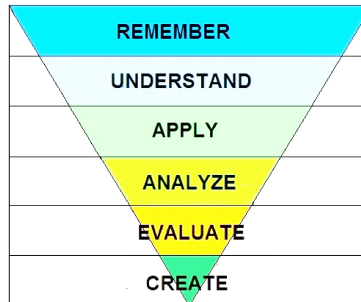 REMEMBER
UNDERSTAND
APPLY
ANALYZE
EVALUATE
CREATE